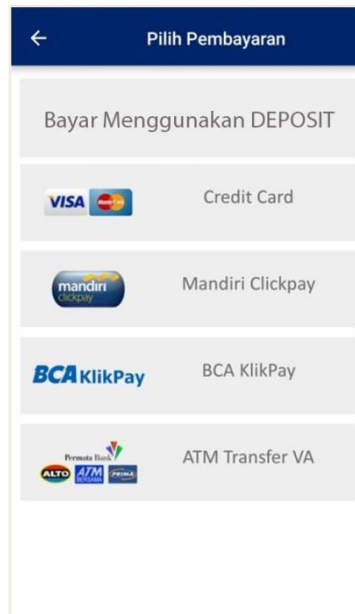 Pilih Pembayaran
Bayar Menggunakan DEPOSIT
VISA MasterCard Credit Card
mandiri
clickpay
Mandiri Clickpay
BCA KlikPay BCA KlikPay
Permata Bank
ALTO ATM BERSAMA PRIMA
ATM Transfer VA